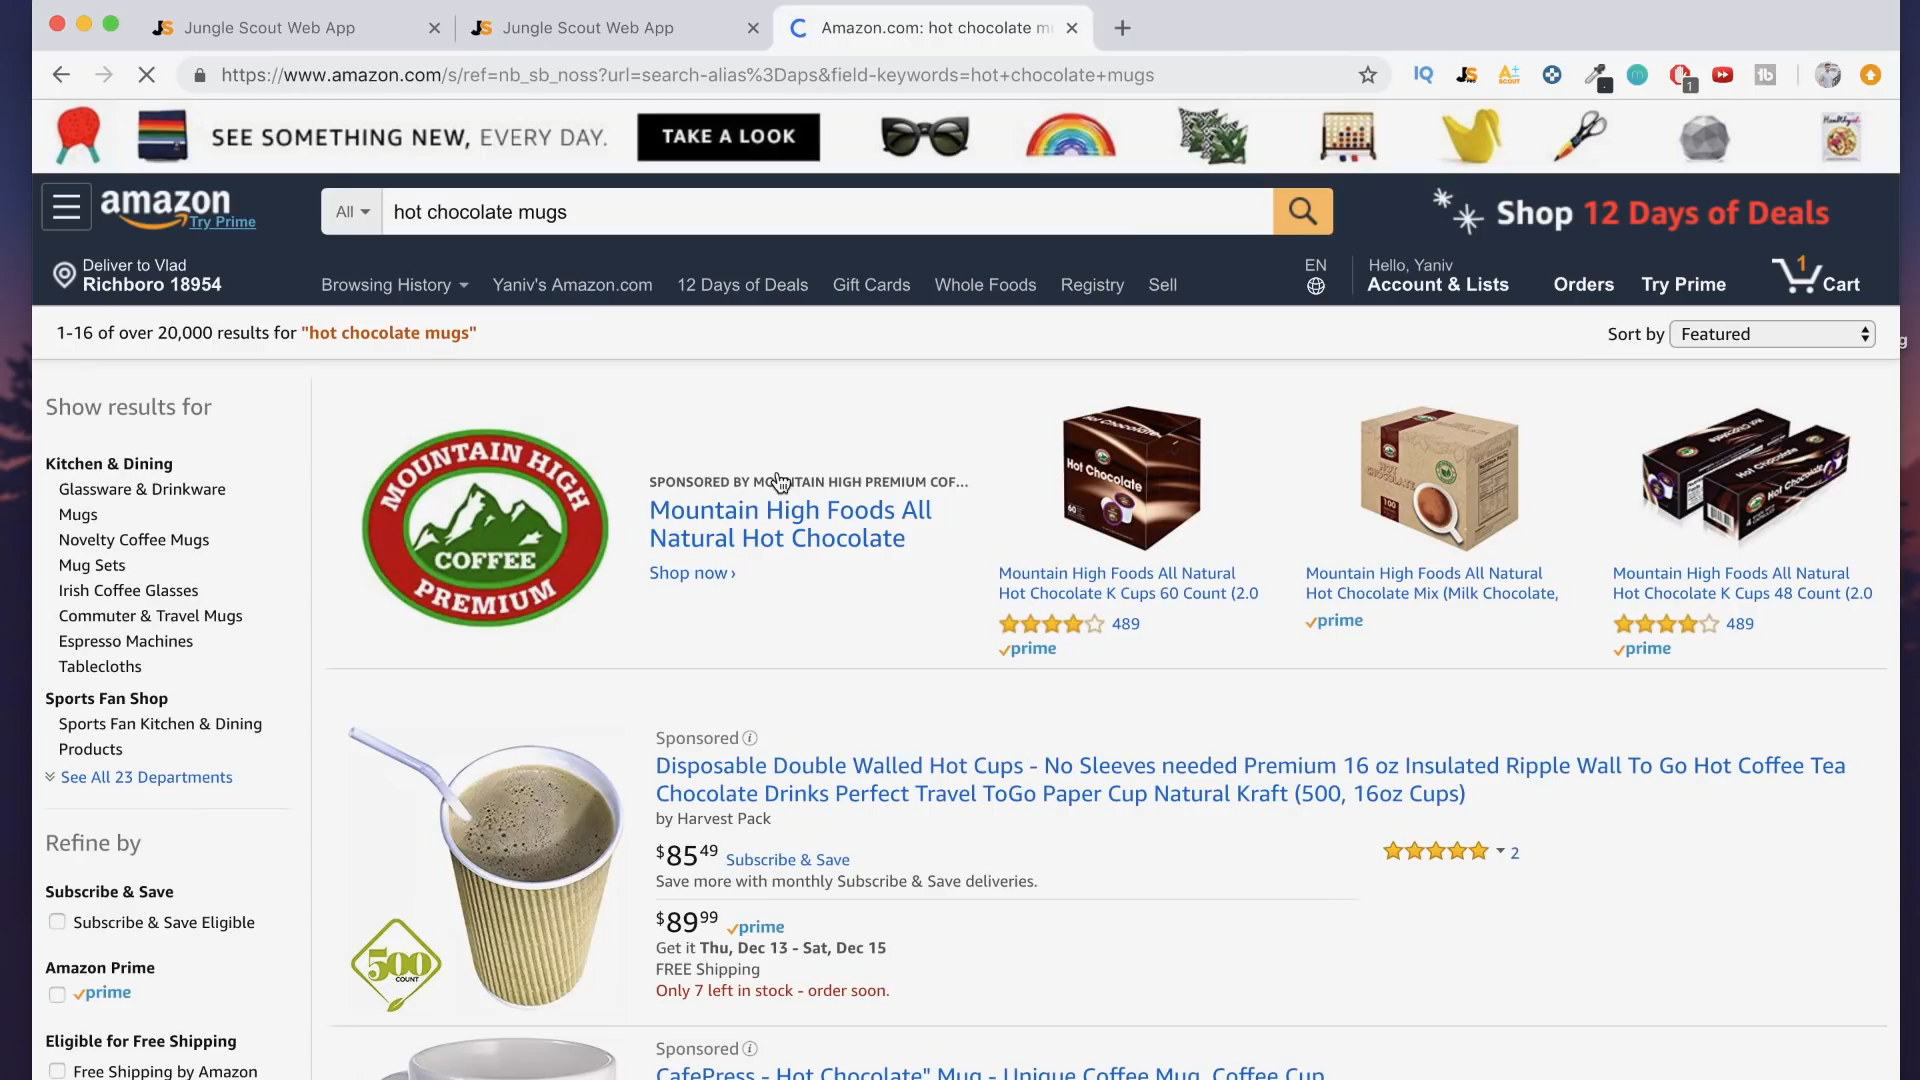 Jungle Scout Web App
Jungle Scout Web App
Amazon.com: hot chocolate m
https://www.amazon.com/s/ref=nb_sb_noss?url=search-alias%3Daps&field-keywords=hot+chocolate+mugs
SEE SOMETHING NEW, EVERY DAY.
TAKE A LOOK
amazon
Try Prime
All
hot chocolate mugs
Shop 12 Days of Deals
Deliver to Vlad
Richboro 18954
Browsing History
Yaniv's Amazon.com
12 Days of Deals
Gift Cards
Whole Foods
Registry
Sell
EN
Hello, Yaniv
Account & Lists
Orders
Try Prime
1
Cart
1-16 of over 20,000 results for "hot chocolate mugs"
Sort by Featured
Show results for
Kitchen & Dining
Glassware & Drinkware
Mugs
Novelty Coffee Mugs
Mug Sets
Irish Coffee Glasses
Commuter & Travel Mugs
Espresso Machines
Tablecloths
Sports Fan Shop
Sports Fan Kitchen & Dining
Products
See All 23 Departments
Refine by
Subscribe & Save
Subscribe & Save Eligible
Amazon Prime
prime
Eligible for Free Shipping
Free Shipping by Amazon
MOUNTAIN HIGH
COFFEE
PREMIUM
SPONSORED BY MOUNTAIN HIGH PREMIUM COF...
Mountain High Foods All
Natural Hot Chocolate
Shop now ›
Hot Chocolate
Mountain High Foods All Natural
Hot Chocolate K Cups 60 Count (2.0
489
prime
Mountain High Foods All Natural
Hot Chocolate Mix (Milk Chocolate,
prime
Hot Chocolate
Mountain High Foods All Natural
Hot Chocolate K Cups 48 Count (2.0
489
prime
Sponsored
Disposable Double Walled Hot Cups - No Sleeves needed Premium 16 oz Insulated Ripple Wall To Go Hot Coffee Tea
Chocolate Drinks Perfect Travel ToGo Paper Cup Natural Kraft (500, 16oz Cups)
by Harvest Pack
$85 49 Subscribe & Save
Save more with monthly Subscribe & Save deliveries.
$89 99 prime
Get it Thu, Dec 13 - Sat, Dec 15
FREE Shipping
Only 7 left in stock - order soon.
2
500
COUNT
Sponsored
CafePress - Hot Chocolate" Mug - Unique Coffee Mug, Coffee Cup